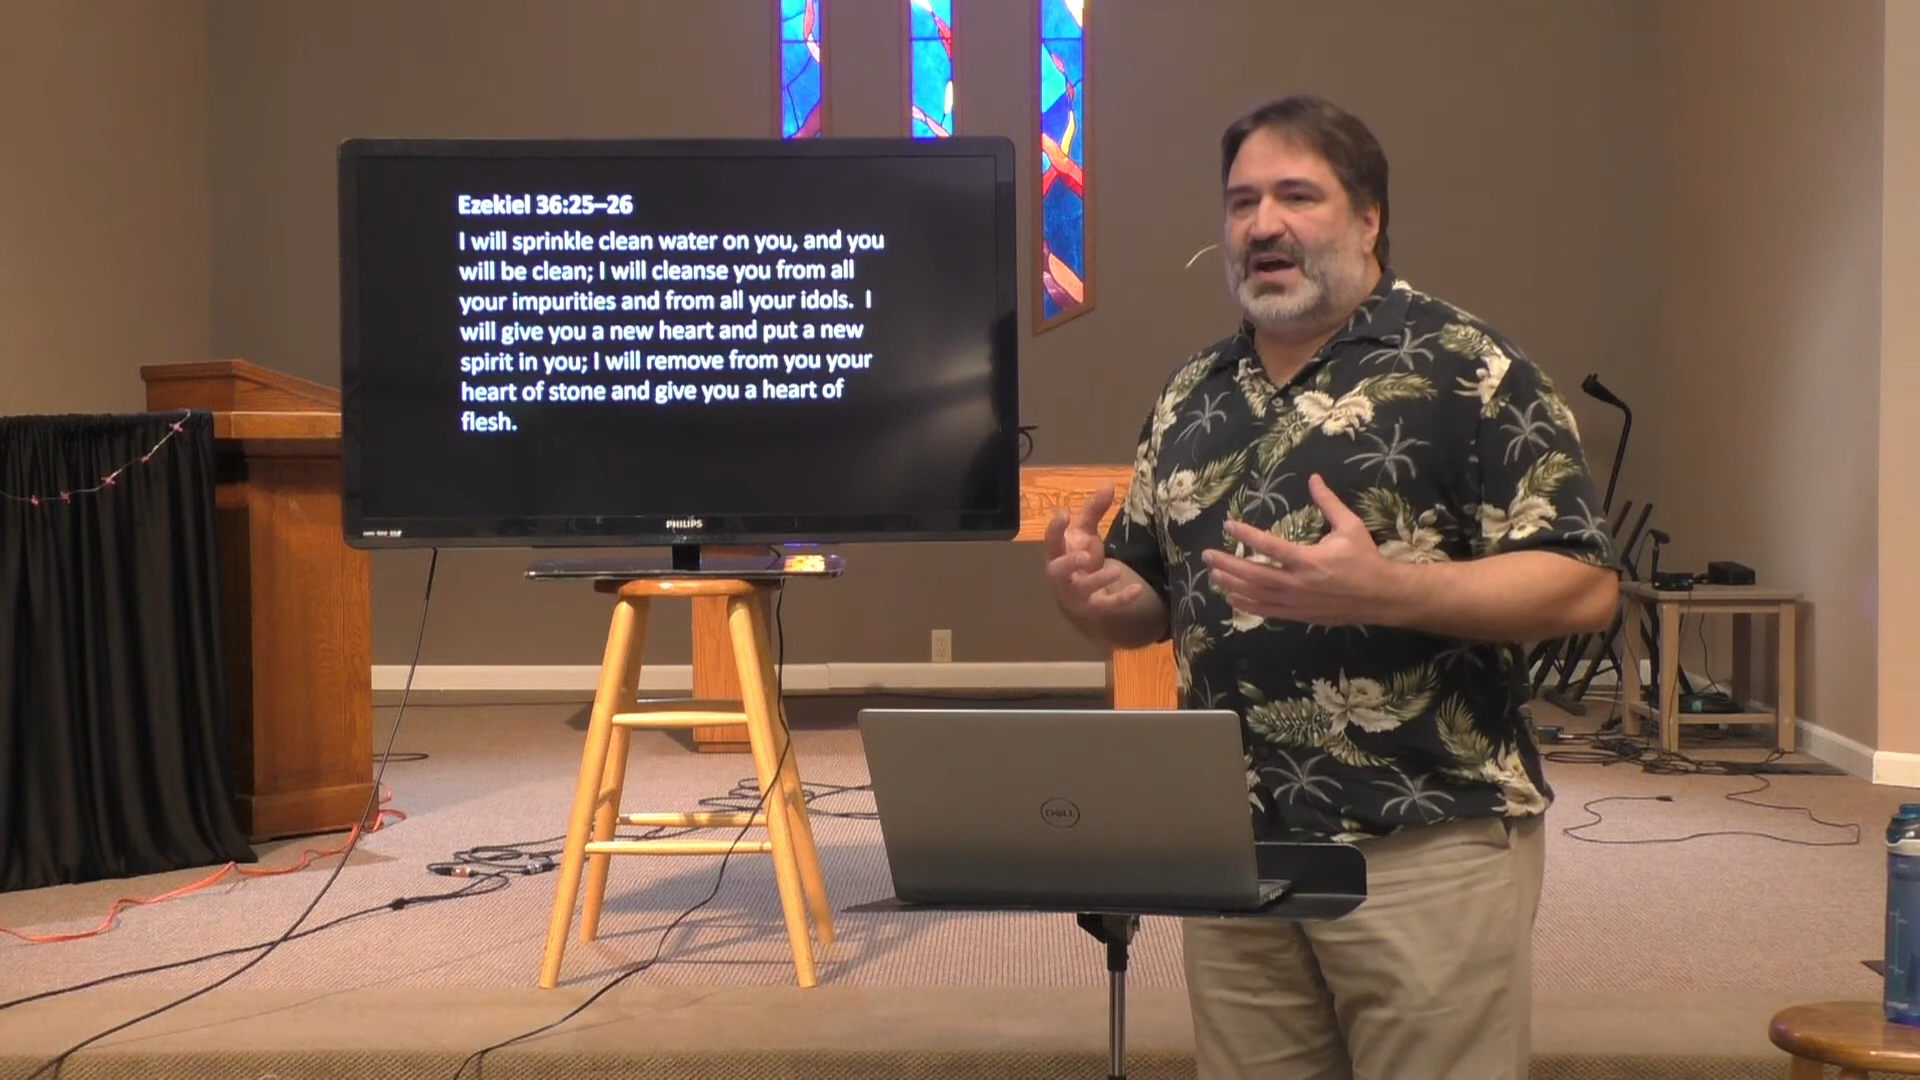 Ezekiel 36:25–26
I will sprinkle clean water on you, and you
will be clean; I will cleanse you from all
your impurities and from all your idols. I
will give you a new heart and put a new
spirit in you; I will remove from you your
heart of stone and give you a heart of
flesh.
PHILIPS
DELL